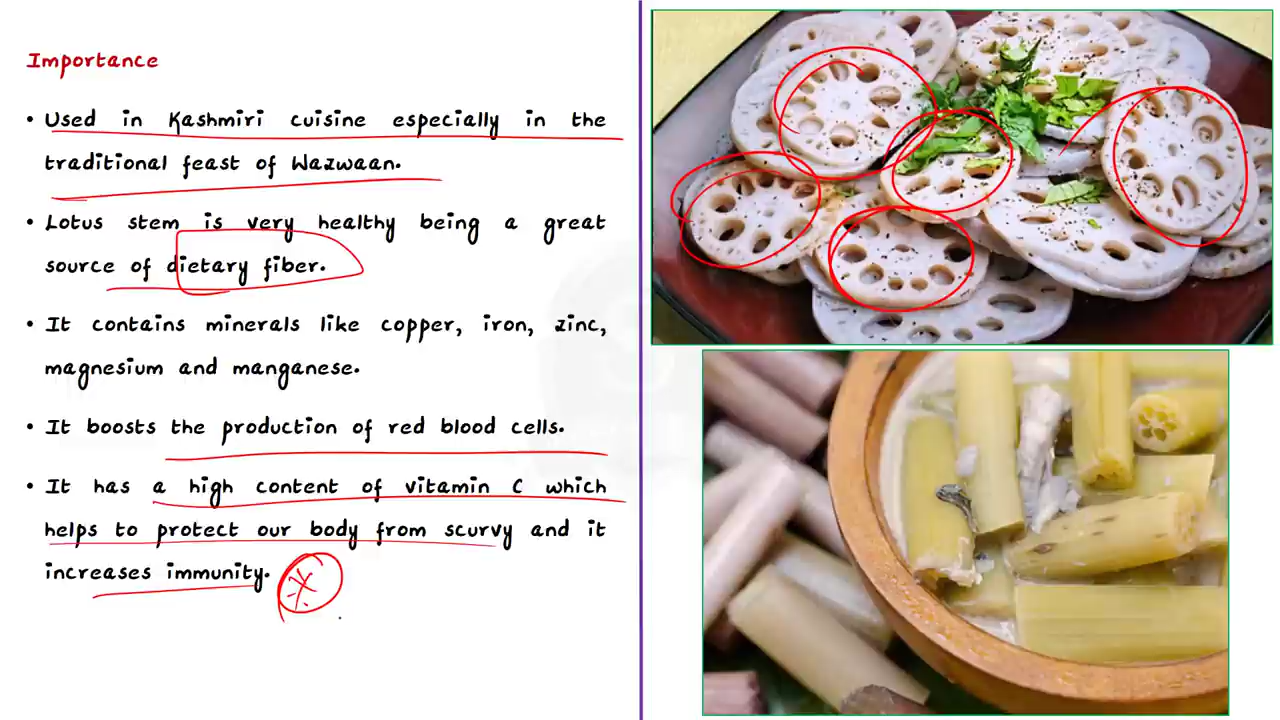 Importance
• Used in Kashmiri cuisine especially in the
traditional feast of Wazwaan.
• Lotus stem is very healthy being a great
source of dietary fiber.
• It contains minerals like copper, iron, zinc,
magnesium and manganese.
• It boosts the production of red blood cells.
• It has a high content of vitamin C which
helps to protect our body from scurvy and it
increases immunity.